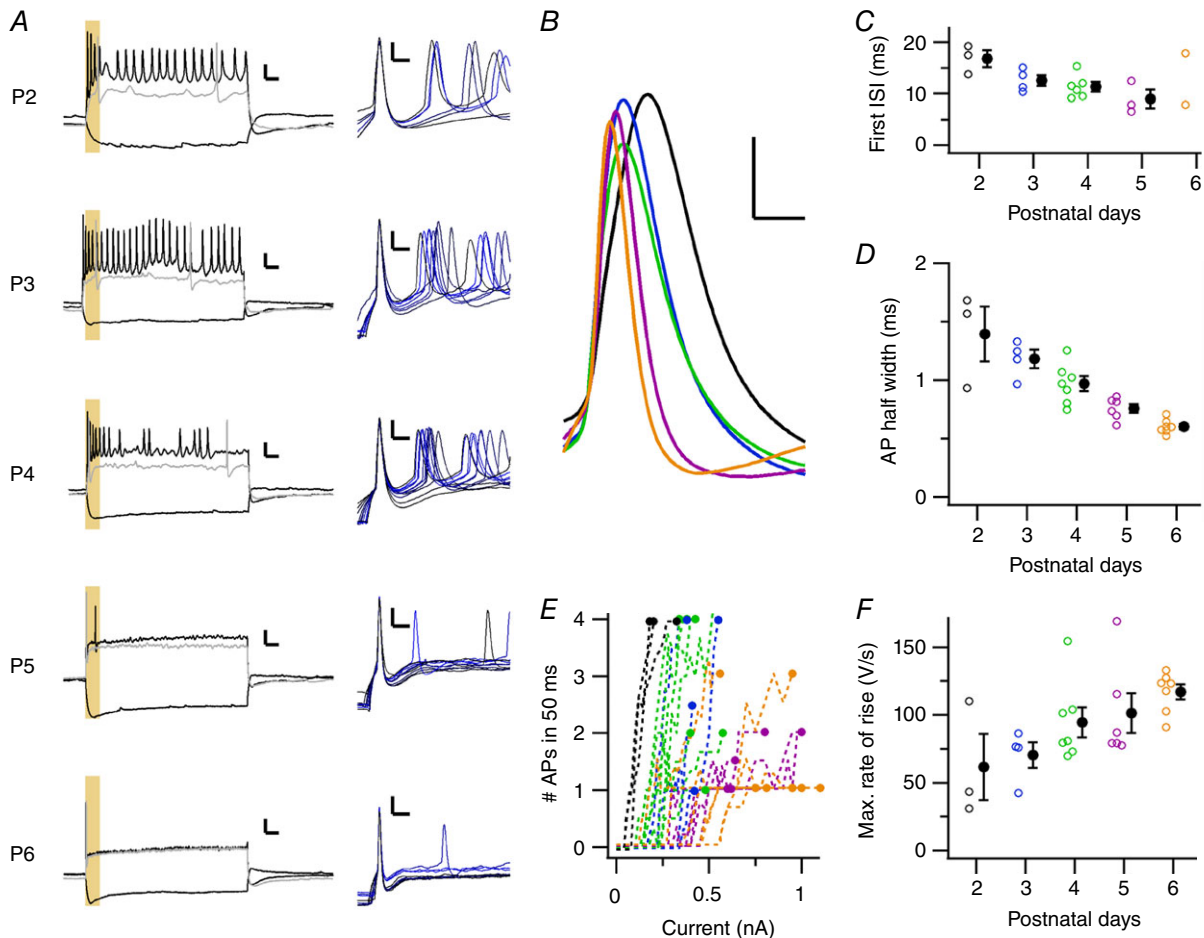 A
P2
P3
P4
P5
P6
B
C
First ISI (ms)
20
10
0
2 3 4 5 6
Postnatal days
D
AP half width (ms)
2
1
0
2 3 4 5 6
Postnatal days
E
# APs in 50 ms
4
3
2
1
0
0 0.5 1
Current (nA)
F
Max. rate of rise (V/s)
150
100
50
0
2 3 4 5 6
Postnatal days